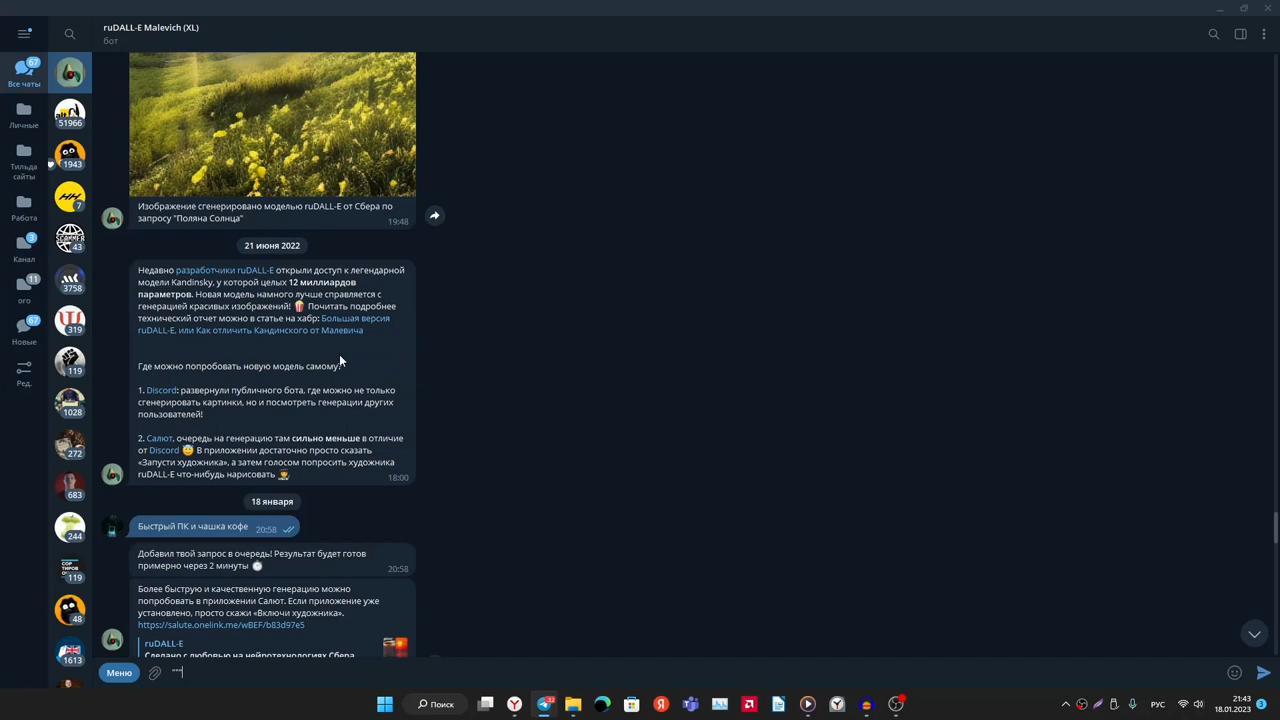 ruDALL-E Malevich (XL)
бот
67
Все чаты
Личные
Тильда
сайты
Работа
3
Канал
11
ого
67
Новые
Ред.
51966
1943
7
SCAMMER
43
3758
319
119
1028
272
683
244
СОР
ТИРОВ
119
48
1613
Изображение сгенерировано моделью ruDALL-E от Сбера по
запросу "Поляна Солнца"
19:48
21 июня 2022
Недавно разработчики ruDALL-E открыли доступ к легендарной
модели Kandinsky, у которой целых 12 миллиардов
параметров. Новая модель намного лучше справляется с
генерацией красивых изображений! 🍿 Почитать подробнее
технический отчет можно в статье на хабр: Большая версия
ruDALL-E, или Как отличить Кандинского от Малевича
Где можно попробовать новую модель самому?
1. Discord: развернули публичного бота, где можно не только
сгенерировать картинки, но и посмотреть генерации других
пользователей!
2. Салют, очередь на генерацию там сильно меньше в отличие
от Discord 😇 В приложении достаточно просто сказать
«Запусти художника», а затем голосом попросить художника
ruDALL-E что-нибудь нарисовать 👩‍🎨
18:00
18 января
Быстрый ПК и чашка кофе 20:58
Добавил твой запрос в очередь! Результат будет готов
примерно через 2 минуты ⏱
20:58
Более быструю и качественную генерацию можно
попробовать в приложении Салют. Если приложение уже
установлено, просто скажи «Включи художника».
https://salute.onelink.me/wBEF/b83d97e5
ruDALL-E
Сделано с любовью на нейротехнологиях Сбера
Меню
""
Поиск
РУС
21:43
18.01.2023
3